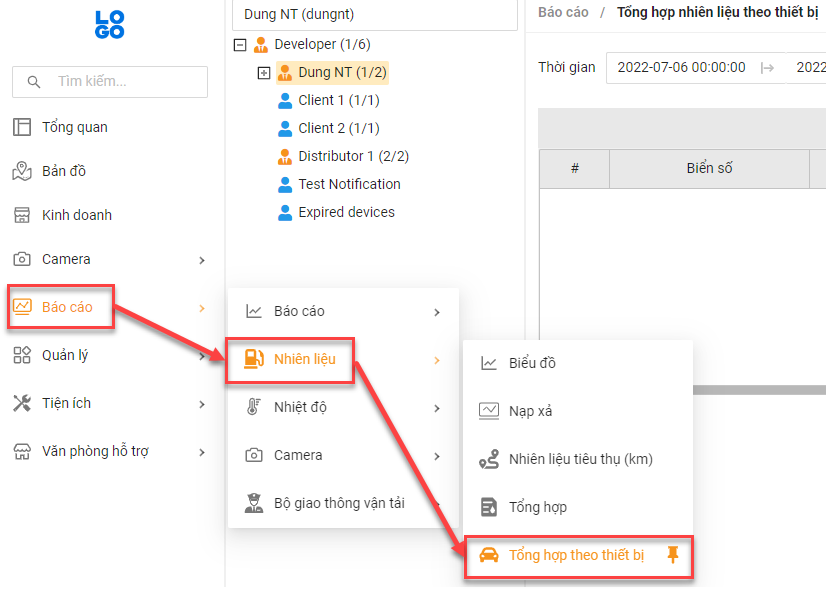 LOGO
Tìm kiếm...
Tổng quan
Bản đồ
Kinh doanh
Camera
Báo cáo
Quản lý
Tiện ích
Văn phòng hỗ trợ
Dung NT (dungnt)
Developer (1/6)
Dung NT (1/2)
Client 1 (1/1)
Client 2 (1/1)
Distributor 1 (2/2)
Test Notification
Expired devices
Báo cáo / Tổng hợp nhiên liệu theo thiết bị
Thời gian 2022-07-06 00:00:00 2022
# Biển số
Báo cáo
Nhiên liệu
Nhiệt độ
Camera
Bộ giao thông vận tải
Biểu đồ
Nạp xả
Nhiên liệu tiêu thụ (km)
Tổng hợp
Tổng hợp theo thiết bị